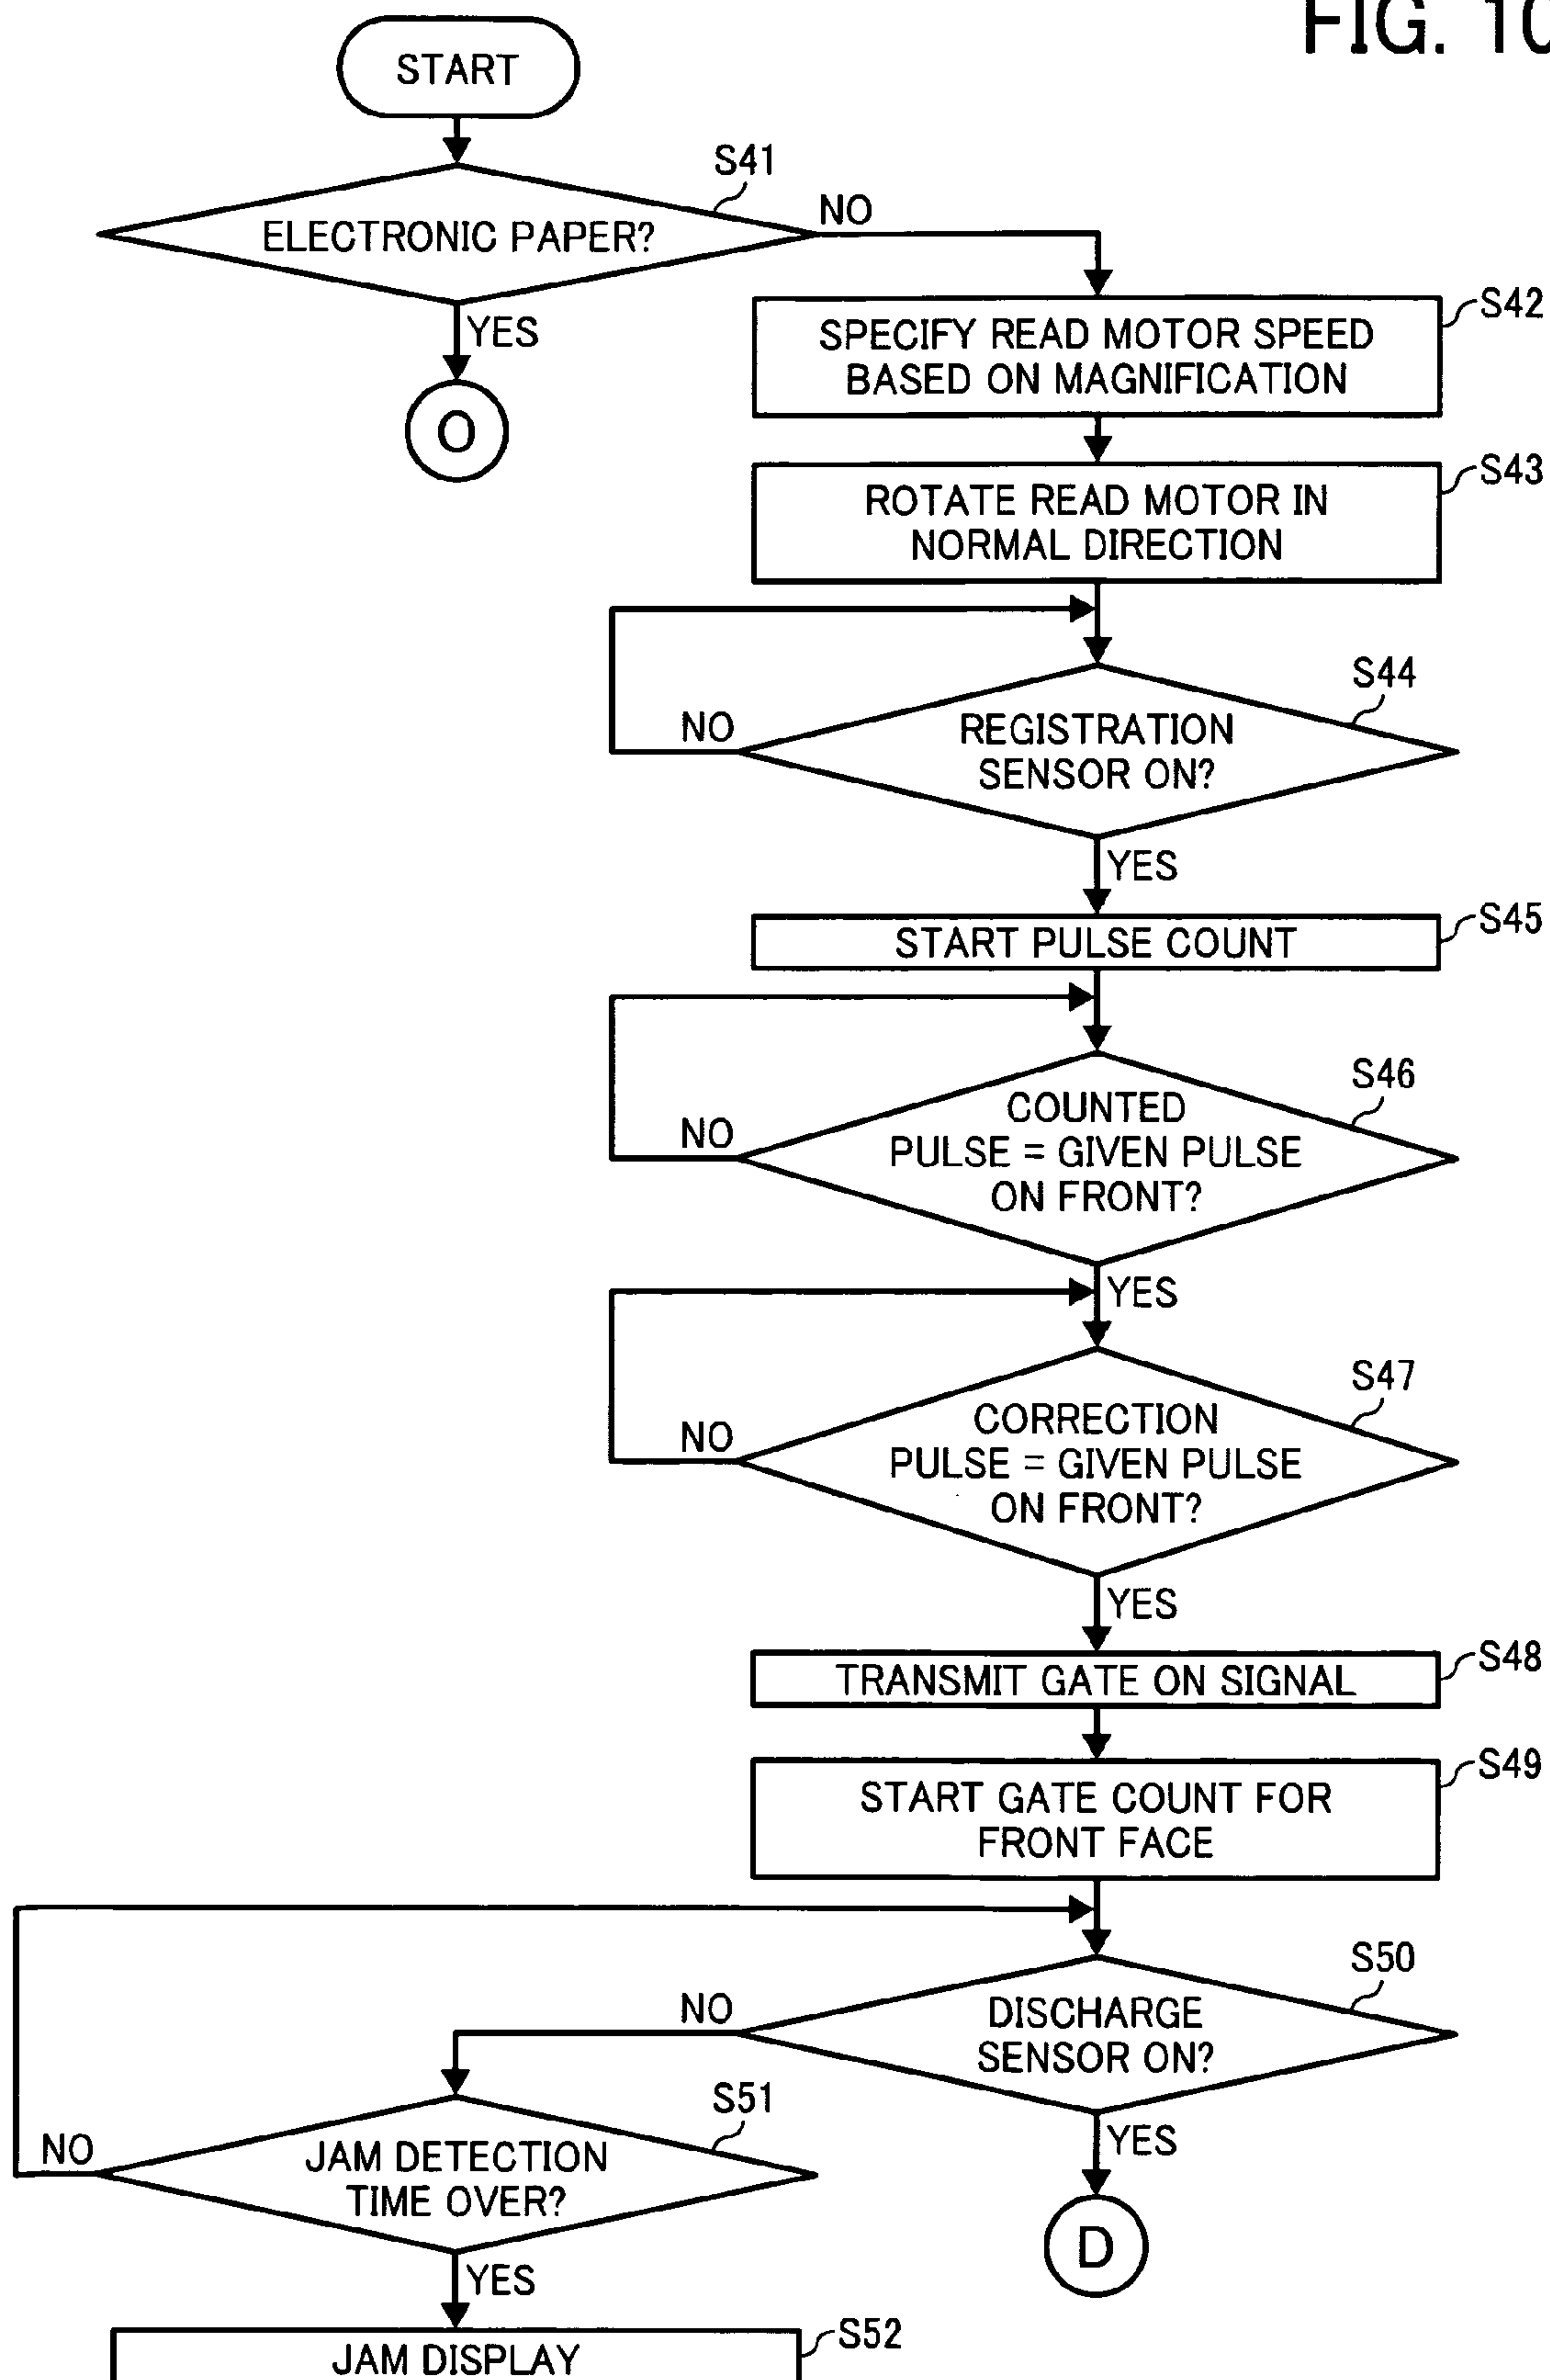 FIG. 10
START
S41
ELECTRONIC PAPER?
NO
YES
O
S42
SPECIFY READ MOTOR SPEED
BASED ON MAGNIFICATION
S43
ROTATE READ MOTOR IN
NORMAL DIRECTION
S44
REGISTRATION
SENSOR ON?
NO
YES
S45
START PULSE COUNT
S46
COUNTED
PULSE = GIVEN PULSE
ON FRONT?
NO
YES
S47
CORRECTION
PULSE = GIVEN PULSE
ON FRONT?
NO
YES
S48
TRANSMIT GATE ON SIGNAL
S49
START GATE COUNT FOR
FRONT FACE
S50
DISCHARGE
SENSOR ON?
NO
YES
D
S51
JAM DETECTION
TIME OVER?
NO
YES
S52
JAM DISPLAY